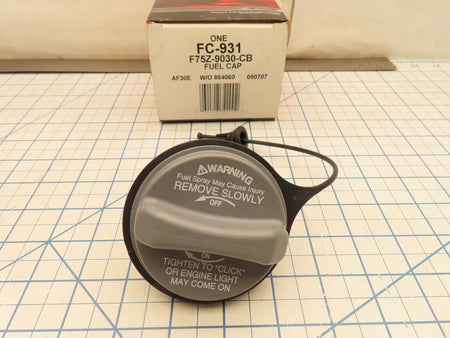 ONE
FC-931
F75Z-9030-CB
FUEL CAP
AF30E W/O 864060 090707
WARNING
Fuel Spray May Cause Injury
REMOVE SLOWLY
OFF
ON
TIGHTEN TO "CLICK"
OR ENGINE LIGHT
MAY COME ON